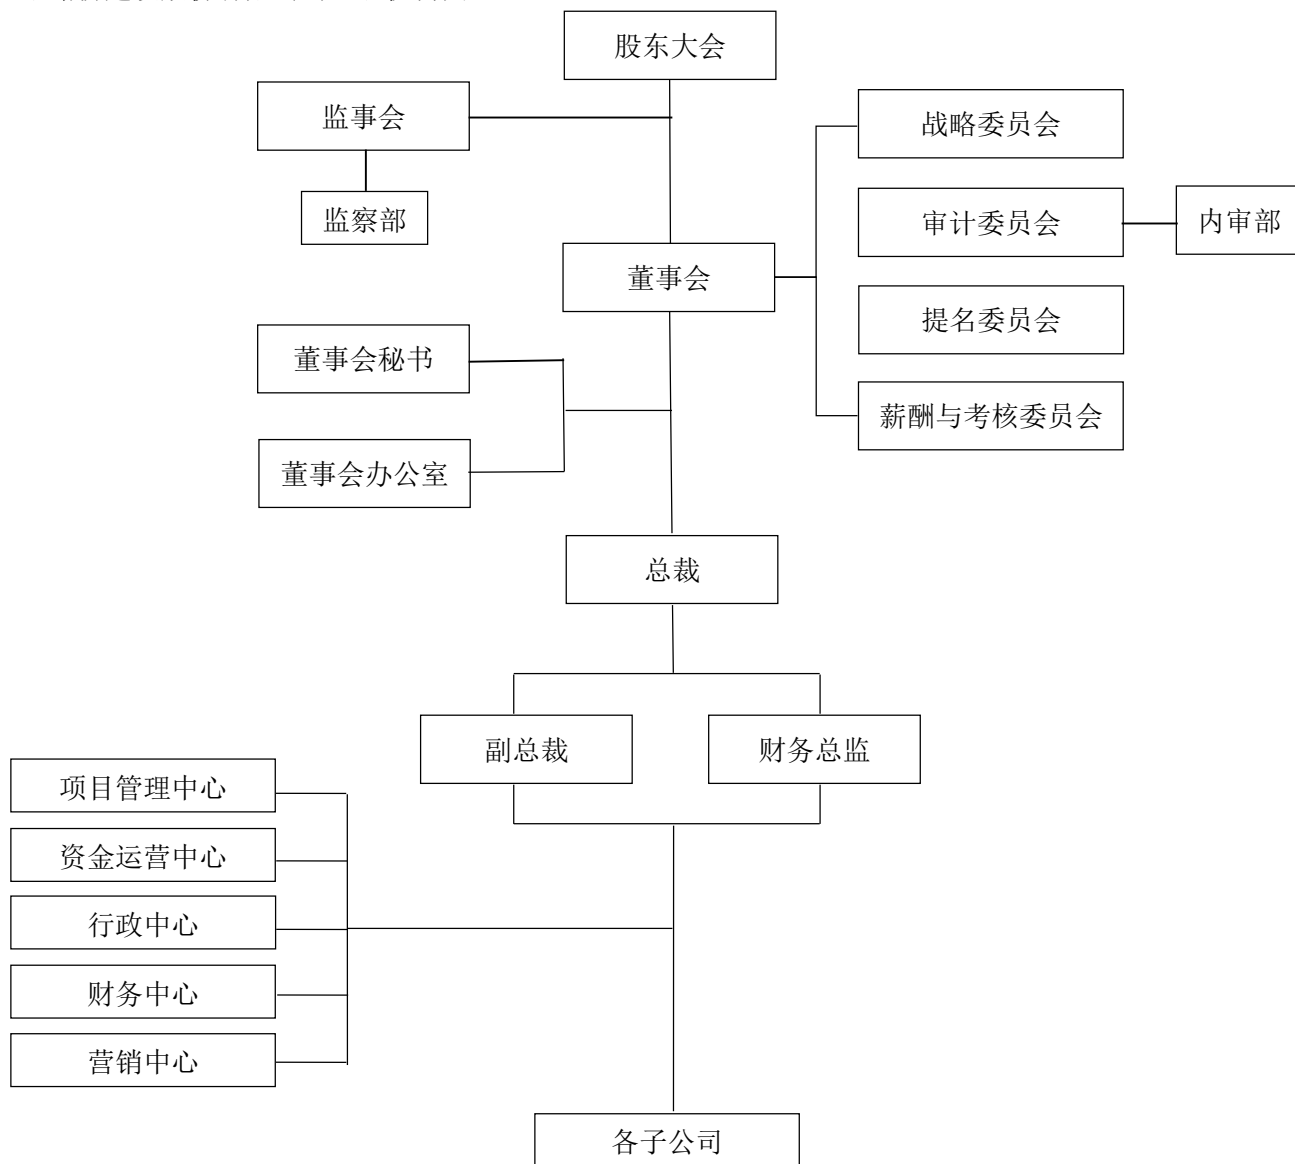 股东大会
监事会
战略委员会
监察部
审计委员会
内审部
董事会
提名委员会
董事会秘书
薪酬与考核委员会
董事会办公室
总裁
副总裁
财务总监
项目管理中心
资金运营中心
行政中心
财务中心
营销中心
各子公司